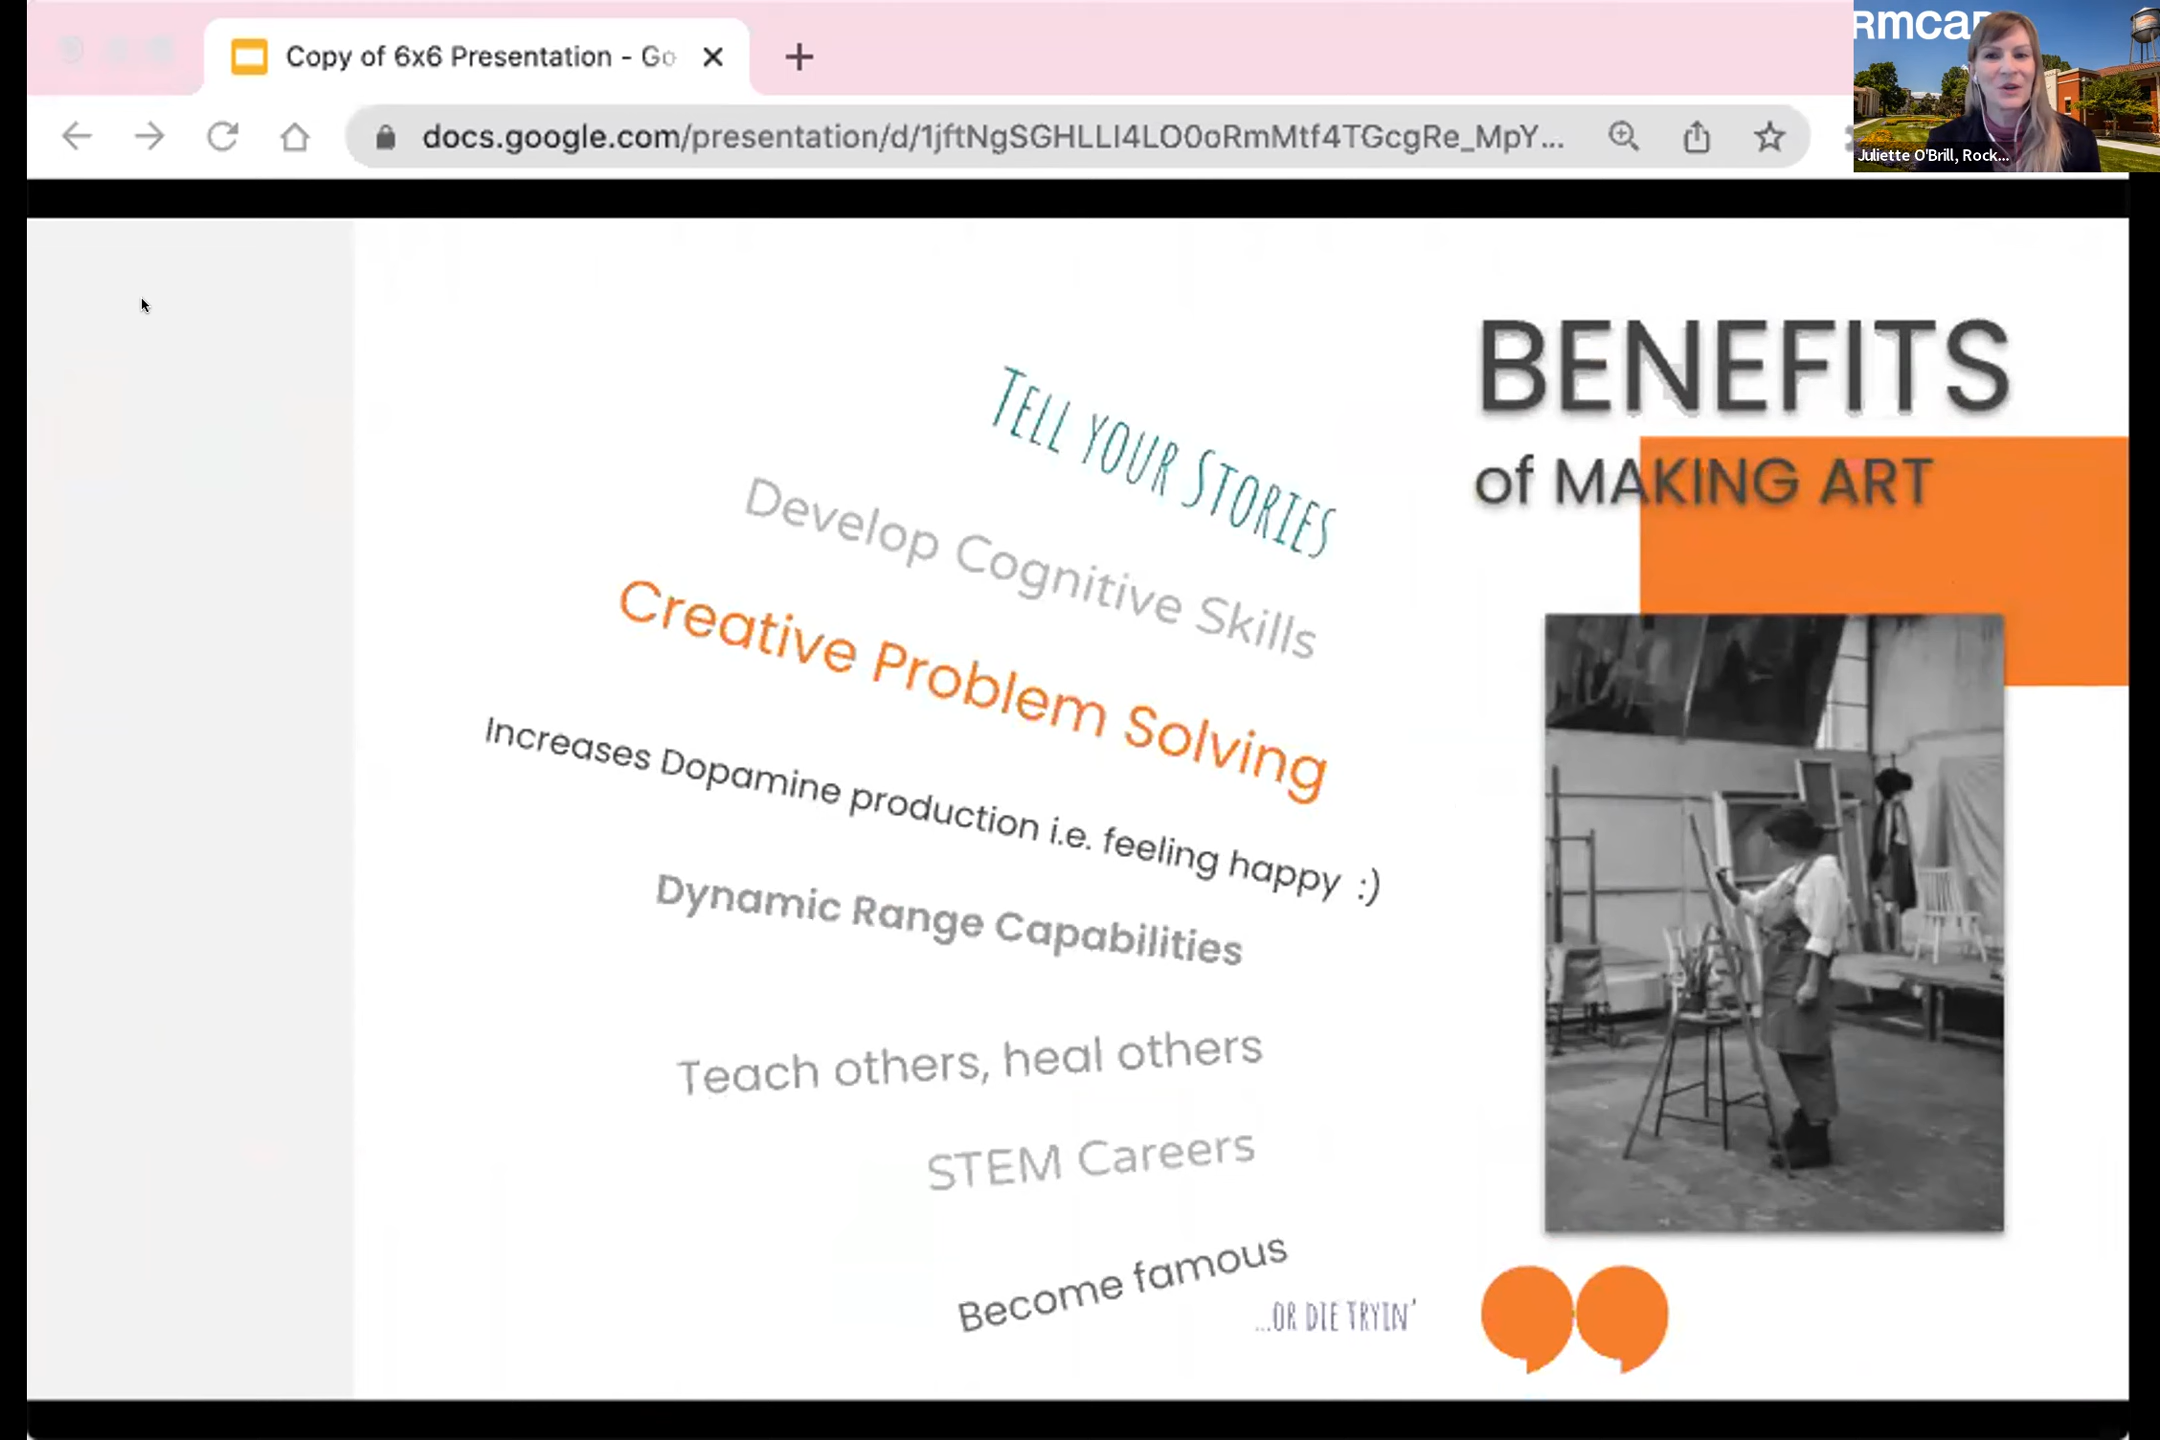 Copy of 6x6 Presentation - Go
docs.google.com/presentation/d/1jftNgSGHLLI4LO0oRmMtf4TGcgRe_MpY...
rmca
Juliette O'Brill, Rock...
BENEFITS
of MAKING ART
TELL YOUR STORIES
Develop Cognitive Skills
Creative Problem Solving
Increases Dopamine production i.e. feeling happy :)
Dynamic Range Capabilities
Teach others, heal others
STEM Careers
Become famous
...OR DIE TRYIN'